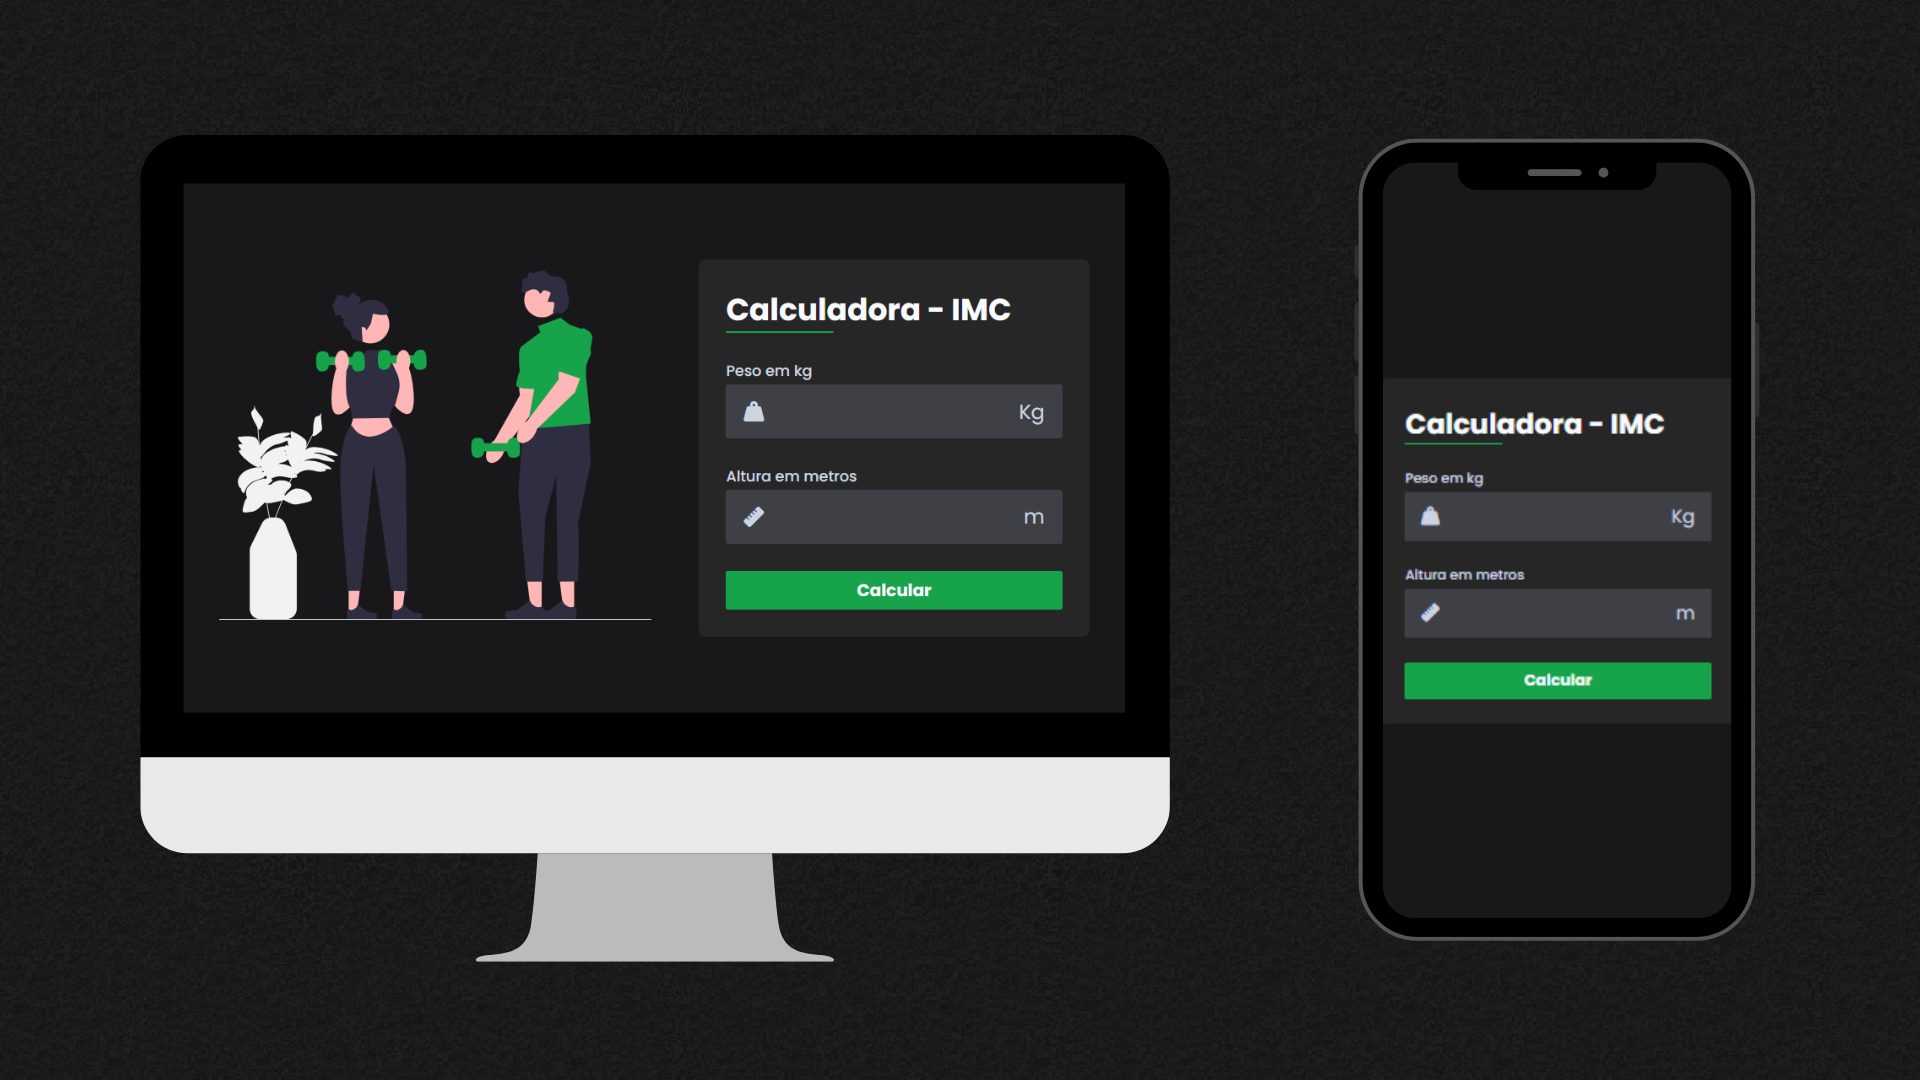 Calculadora - IMC
Peso em kg
Kg
Altura em metros
m
Calcular
Calculadora - IMC
Peso em kg
Kg
Altura em metros
m
Calcular